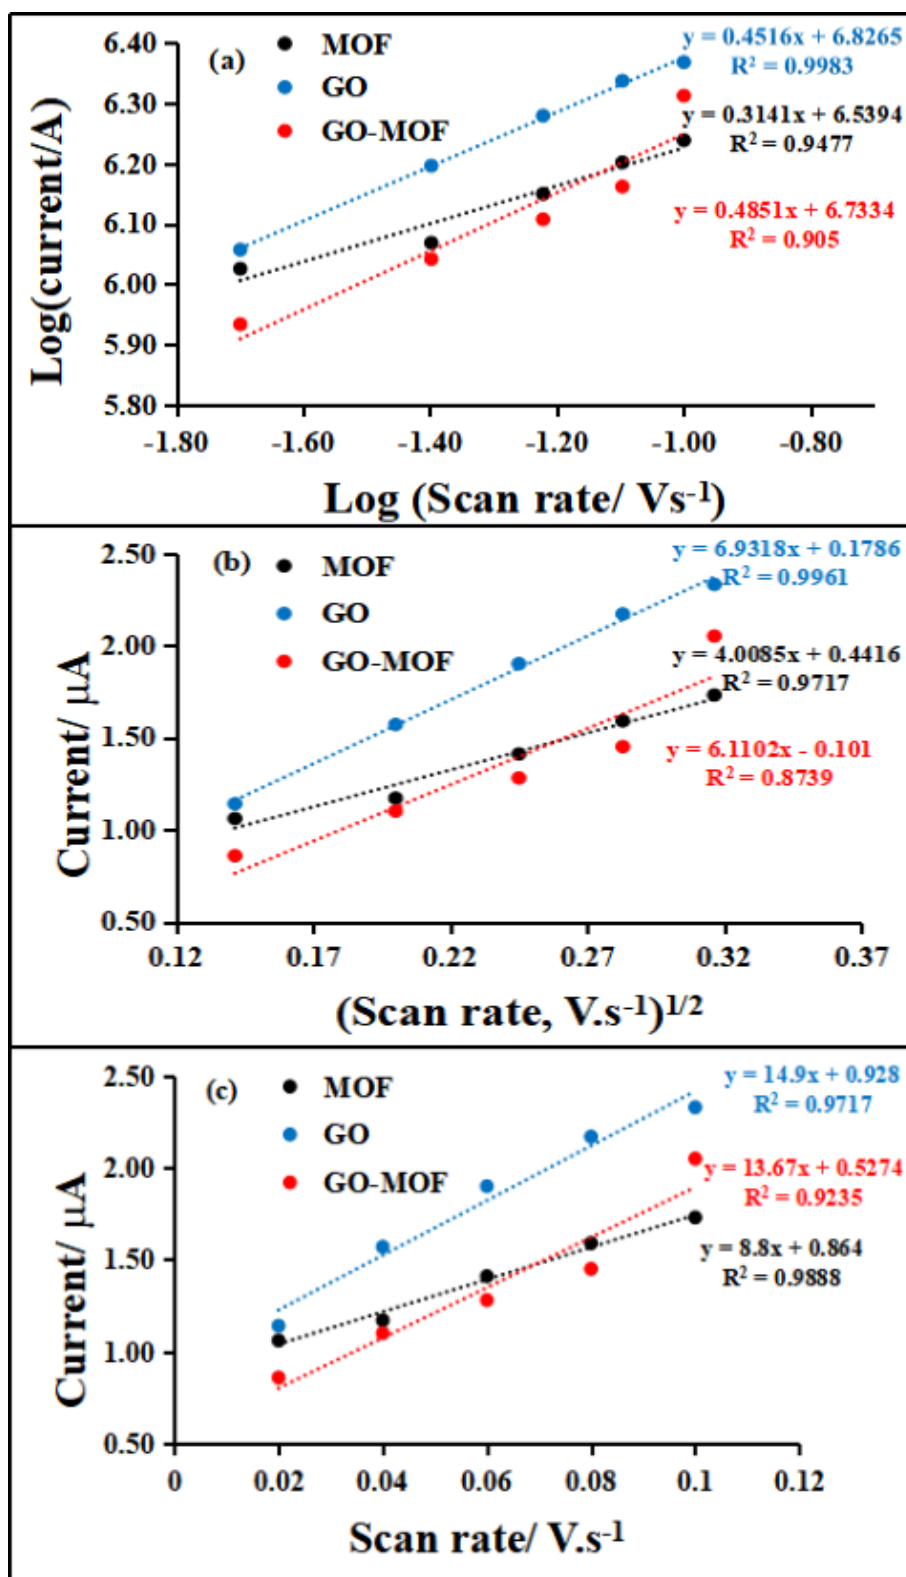 (a)
MOF
GO
GO-MOF
y = 0.4516x + 6.8265
R² = 0.9983
y = 0.3141x + 6.5394
R² = 0.9477
y = 0.4851x + 6.7334
R² = 0.905
Log(current/A)
6.40
6.30
6.20
6.10
6.00
5.90
5.80
-1.80 -1.60 -1.40 -1.20 -1.00 -0.80
Log (Scan rate/ Vs⁻¹)
(b)
MOF
GO
GO-MOF
y = 6.9318x + 0.1786
R² = 0.9961
y = 4.0085x + 0.4416
R² = 0.9717
y = 6.1102x - 0.101
R² = 0.8739
Current/ µA
2.50
2.00
1.50
1.00
0.50
0.12 0.17 0.22 0.27 0.32 0.37
(Scan rate, V.s⁻¹)¹/²
(c)
MOF
GO
GO-MOF
y = 14.9x + 0.928
R² = 0.9717
y = 13.67x + 0.5274
R² = 0.9235
y = 8.8x + 0.864
R² = 0.9888
Current/ µA
2.50
2.00
1.50
1.00
0.50
0 0.02 0.04 0.06 0.08 0.1 0.12
Scan rate/ V.s⁻¹